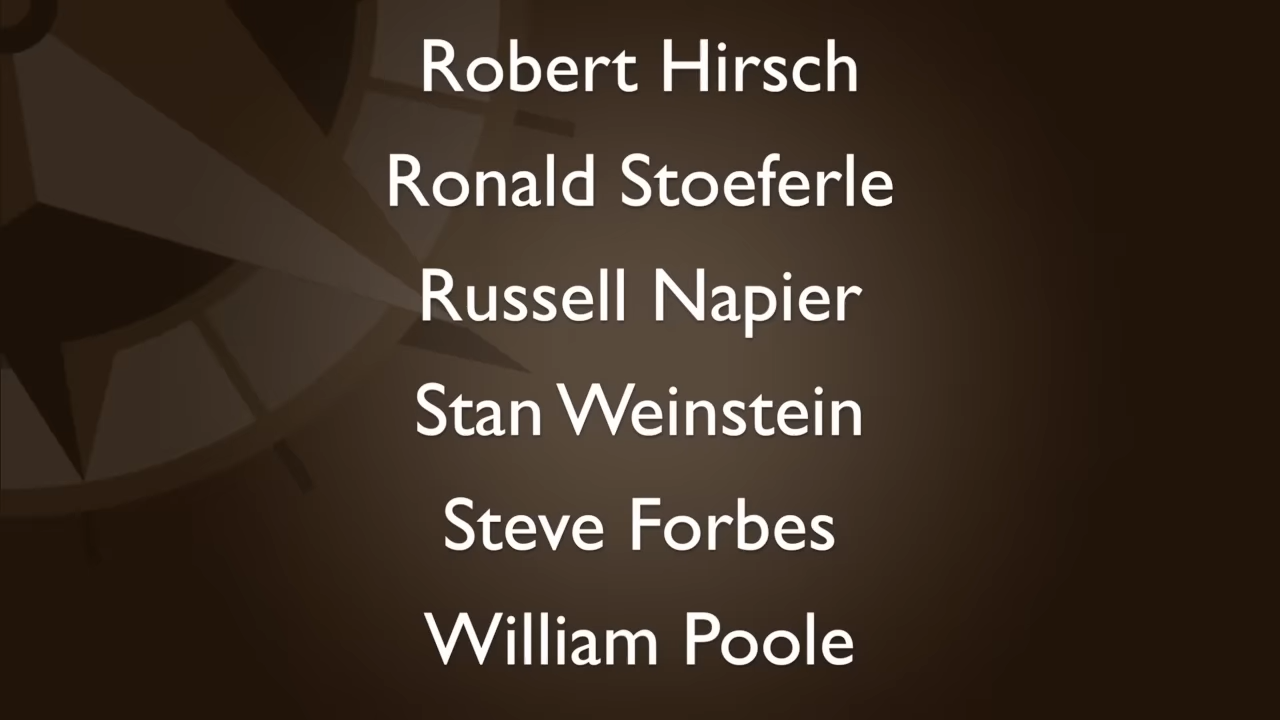 Robert Hirsch
Ronald Stoeferle
Russell Napier
Stan Weinstein
Steve Forbes
William Poole